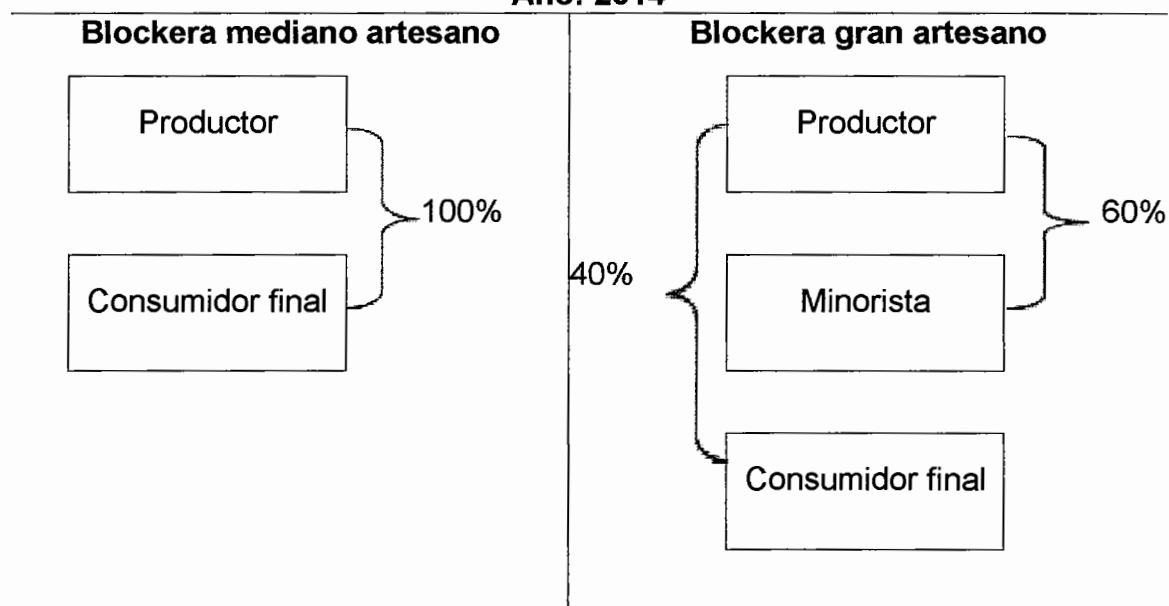 Blockera mediano artesano
Productor
100%
Consumidor final
Blockera gran artesano
Productor
60%
40%
Minorista
Consumidor final